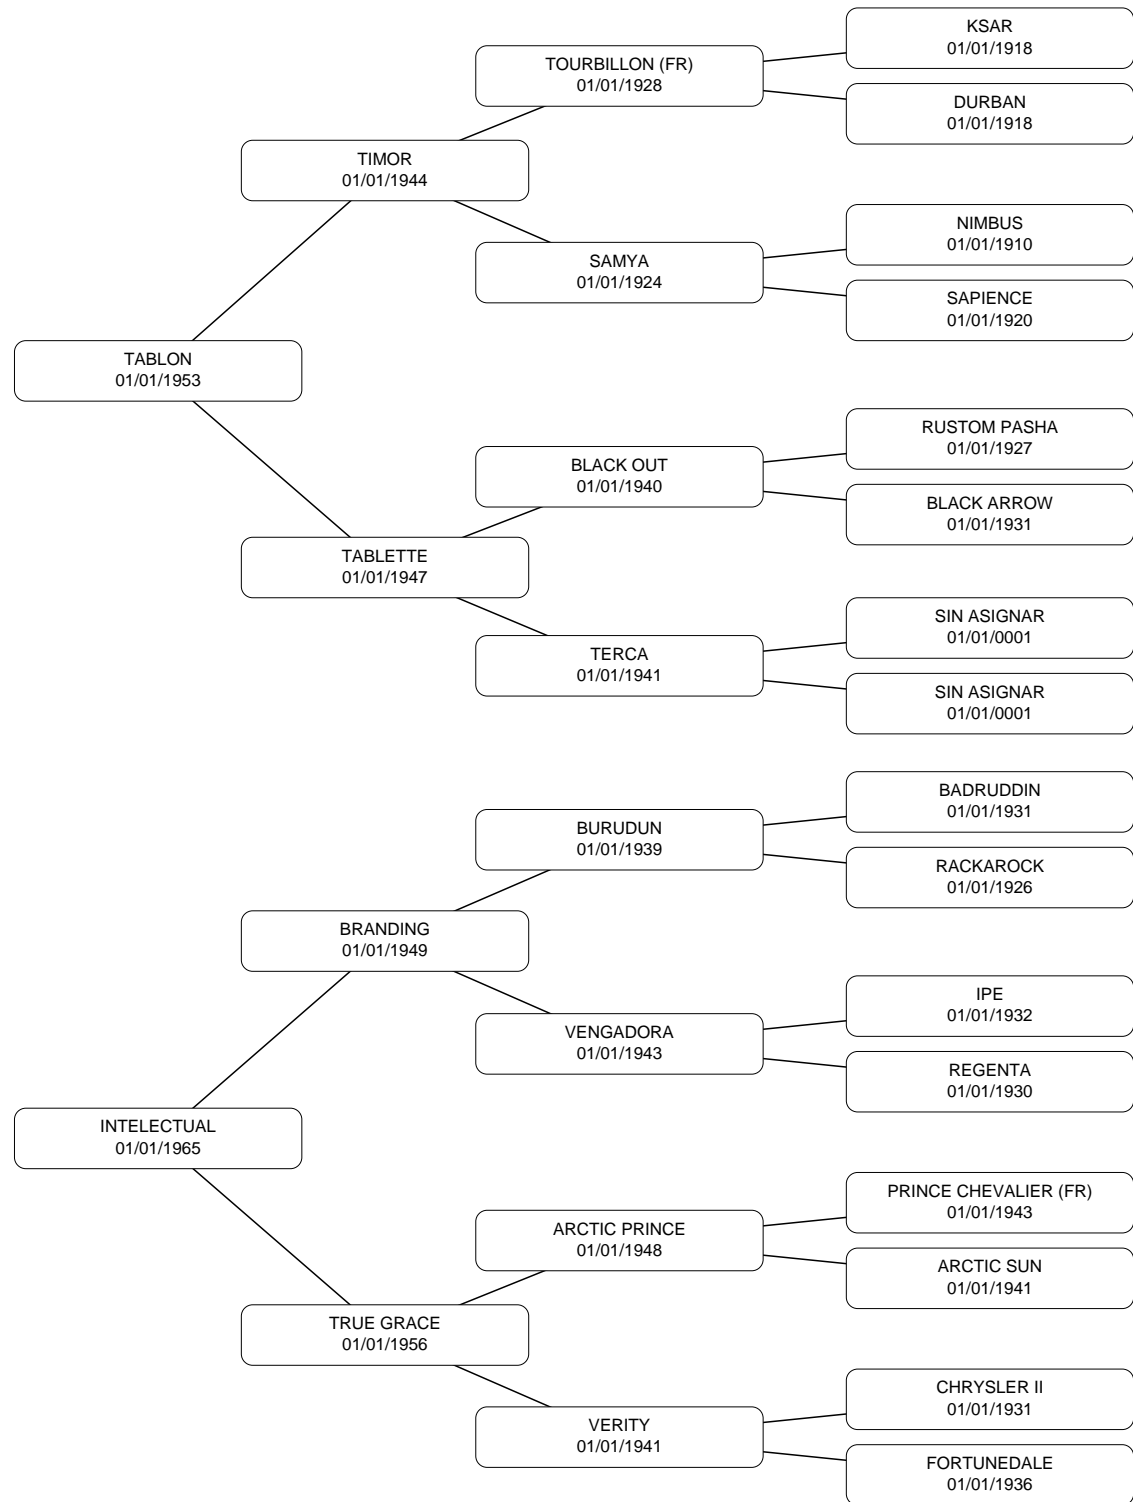 KSAR
01/01/1918
TOURBILLON (FR)
01/01/1928
DURBAN
01/01/1918
TIMOR
01/01/1944
NIMBUS
01/01/1910
SAMYA
01/01/1924
SAPIENCE
01/01/1920
TABLON
01/01/1953
RUSTOM PASHA
01/01/1927
BLACK OUT
01/01/1940
BLACK ARROW
01/01/1931
TABLETTE
01/01/1947
SIN ASIGNAR
01/01/0001
TERCA
01/01/1941
SIN ASIGNAR
01/01/0001
BADRUDDIN
01/01/1931
BURUDUN
01/01/1939
RACKAROCK
01/01/1926
BRANDING
01/01/1949
IPE
01/01/1932
VENGADORA
01/01/1943
REGENTA
01/01/1930
INTELECTUAL
01/01/1965
PRINCE CHEVALIER (FR)
01/01/1943
ARCTIC PRINCE
01/01/1948
ARCTIC SUN
01/01/1941
TRUE GRACE
01/01/1956
CHRYSLER II
01/01/1931
VERITY
01/01/1941
FORTUNEDALE
01/01/1936